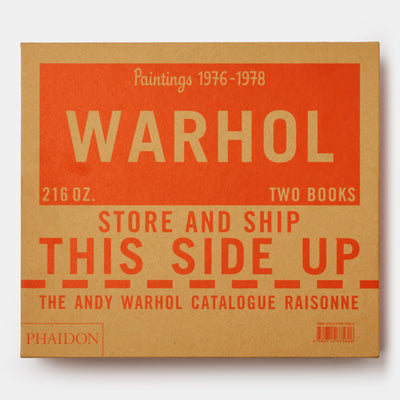 Paintings 1976-1978
WARHOL
216 OZ. TWO BOOKS
STORE AND SHIP
THIS SIDE UP
THE ANDY WARHOL CATALOGUE RAISONNE
PHAIDON